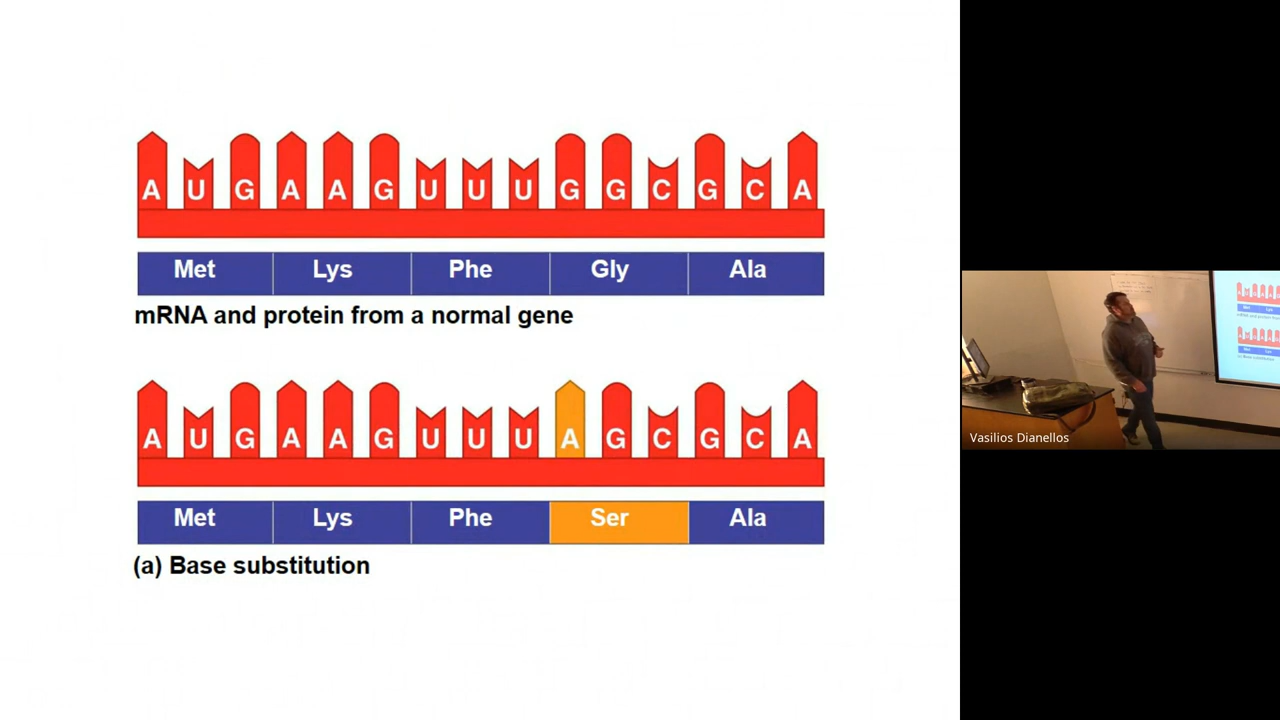 A U G A A G U U U G G C G C A
Met Lys Phe Gly Ala
mRNA and protein from a normal gene
A U G A A G U U U A G C G C A
Met Lys Phe Ser Ala
(a) Base substitution
Vasilios Dianellos